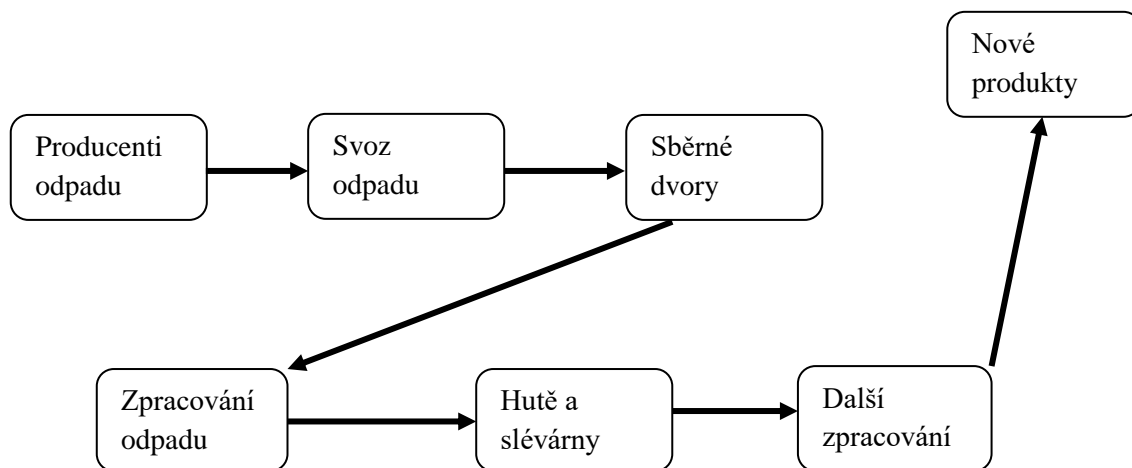 Nové
produkty
Producenti
odpadu
Svoz
odpadu
Sběrné
dvory
Zpracování
odpadu
Hutě a
slévárny
Další
zpracování